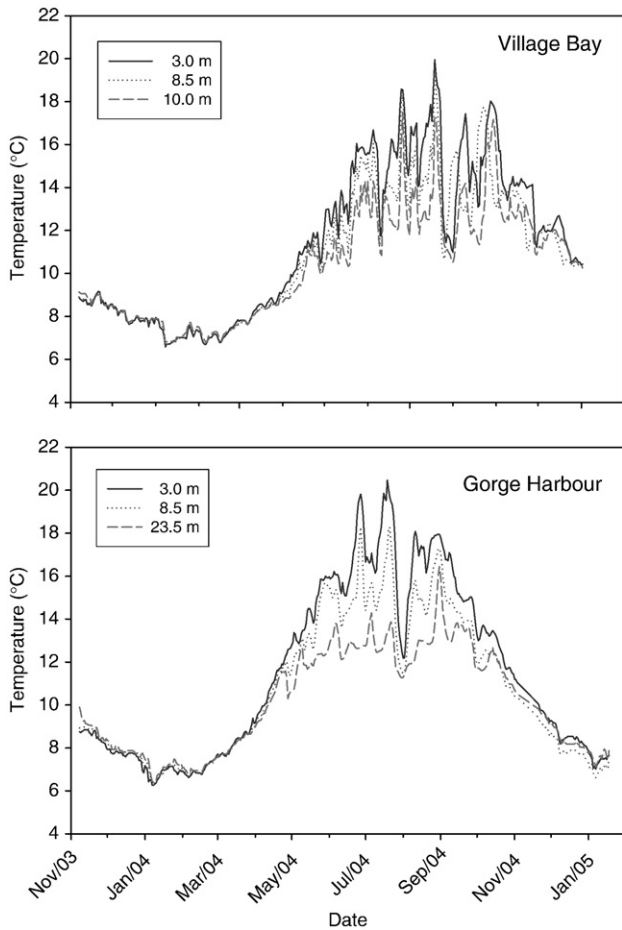 22
20
18
16
14
12
10
8
6
4
Temperature (°C)
3.0 m
8.5 m
10.0 m
Village Bay
22
20
18
16
14
12
10
8
6
4
Temperature (°C)
3.0 m
8.5 m
23.5 m
Gorge Harbour
Nov/03
Jan/04
Mar/04
May/04
Jul/04
Sep/04
Nov/04
Jan/05
Date